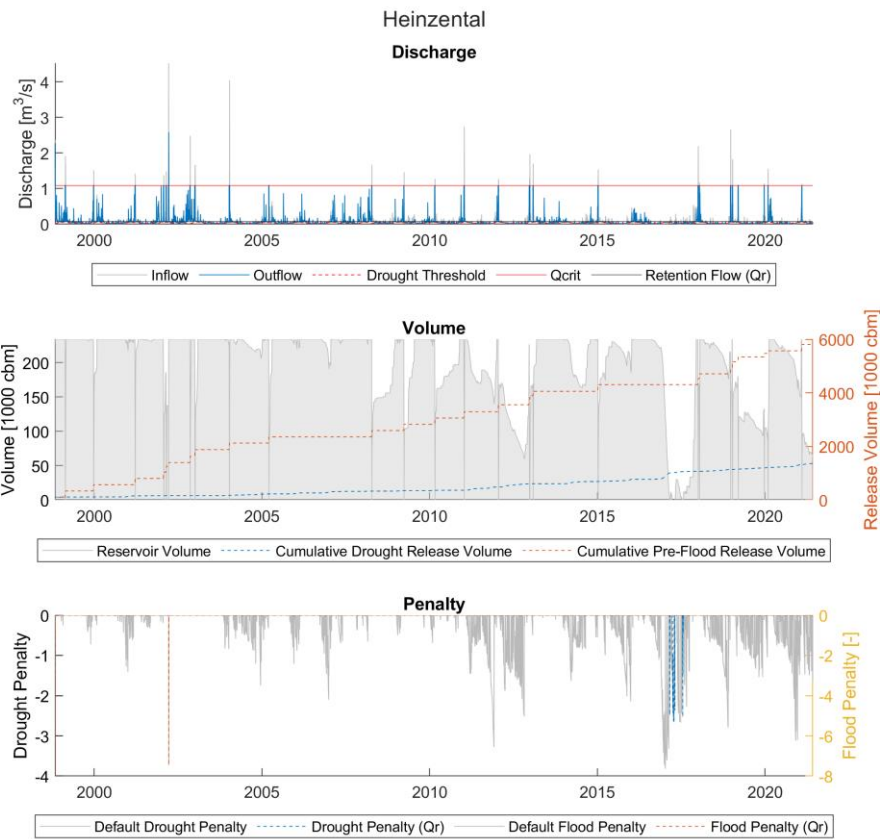 Heinzental
Discharge
Discharge [m³/s]
4
3
2
1
0
2000 2005 2010 2015 2020
Inflow Outflow Drought Threshold Qcrit Retention Flow (Qr)
Volume
Volume [1000 cbm]
200
150
100
50
0
Release Volume [1000 cbm]
6000
4000
2000
0
2000 2005 2010 2015 2020
Reservoir Volume Cumulative Drought Release Volume Cumulative Pre-Flood Release Volume
Penalty
Drought Penalty
0
-1
-2
-3
-4
Flood Penalty [-]
0
-2
-4
-6
-8
2000 2005 2010 2015 2020
Default Drought Penalty Drought Penalty (Qr) Default Flood Penalty Flood Penalty (Qr)